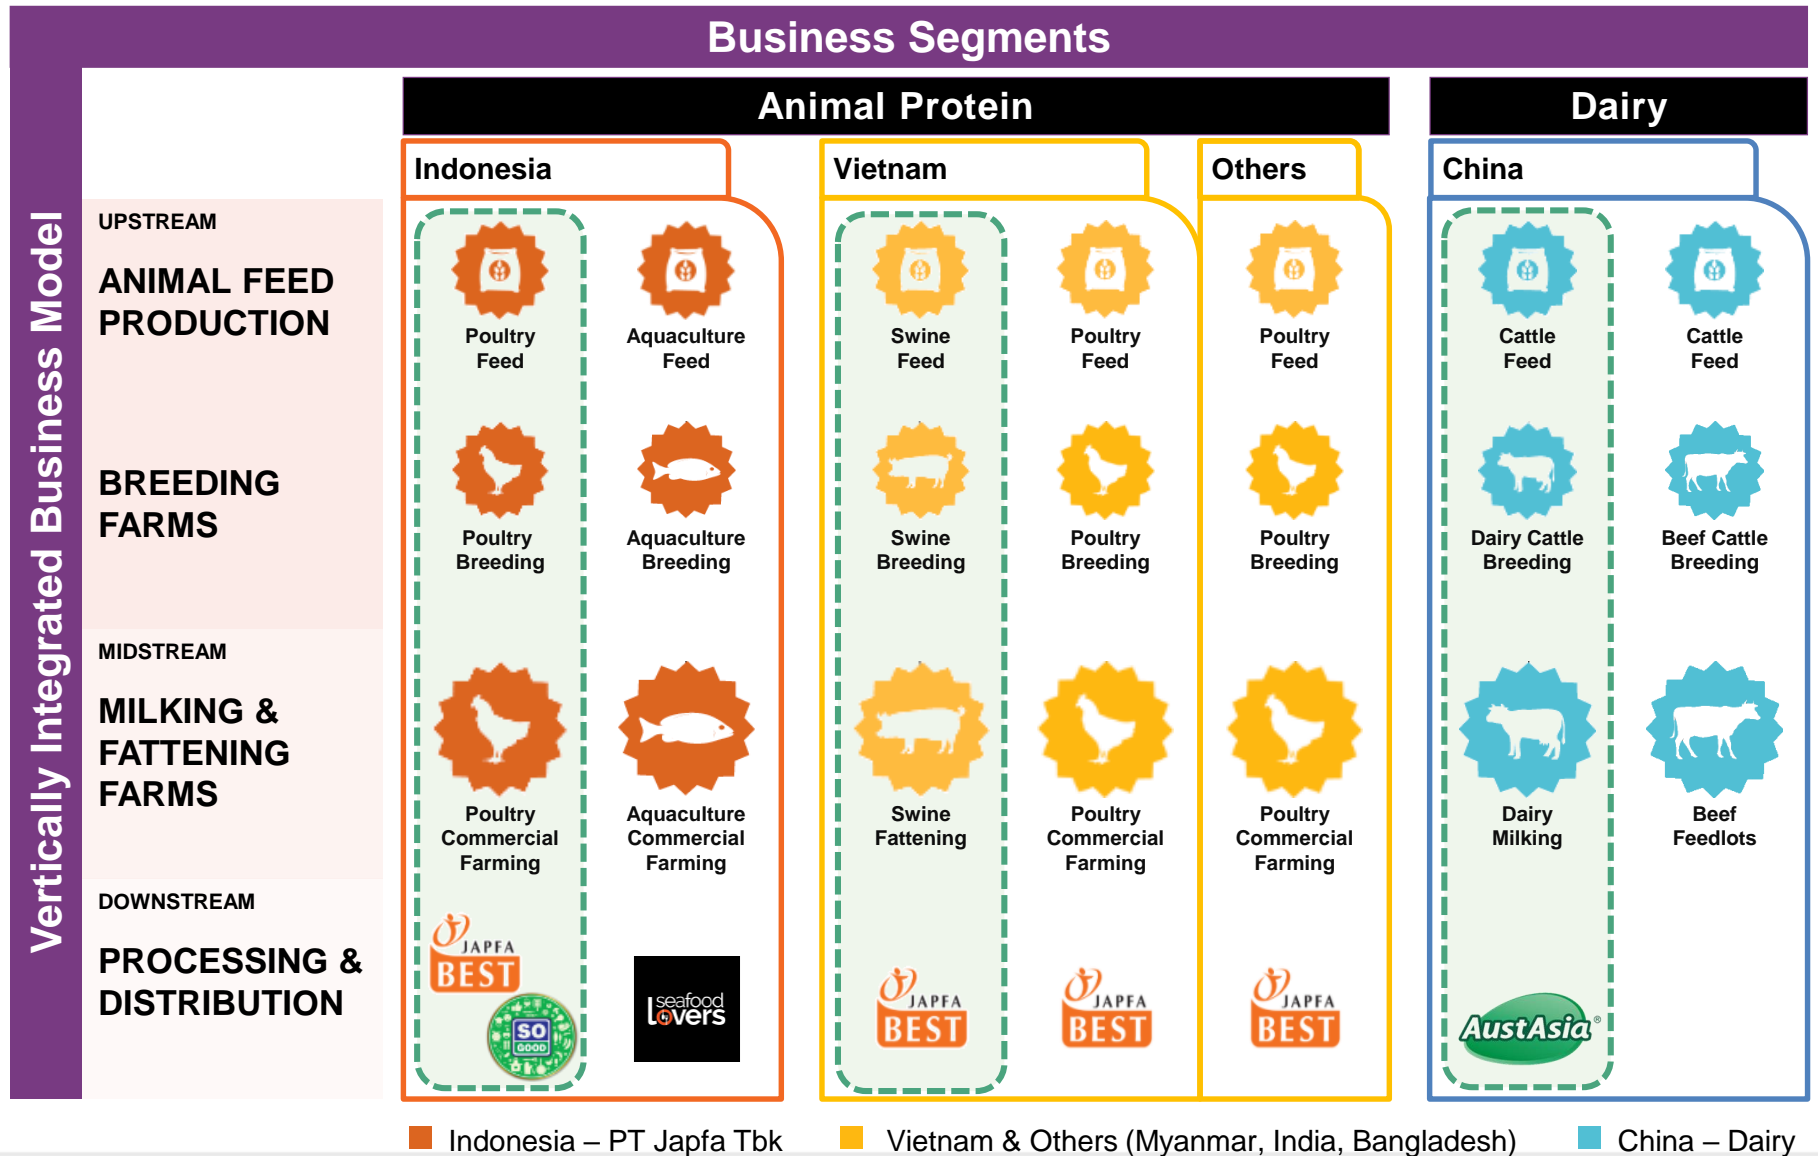 Business Segments
Vertically Integrated Business Model
Animal Protein
Dairy
Indonesia
Vietnam
Others
China
UPSTREAM
ANIMAL FEED
PRODUCTION
Poultry
Feed
Aquaculture
Feed
Swine
Feed
Poultry
Feed
Poultry
Feed
Cattle
Feed
Cattle
Feed
BREEDING
FARMS
Poultry
Breeding
Aquaculture
Breeding
Swine
Breeding
Poultry
Breeding
Poultry
Breeding
Dairy Cattle
Breeding
Beef Cattle
Breeding
MIDSTREAM
MILKING &
FATTENING
FARMS
Poultry
Commercial
Farming
Aquaculture
Commercial
Farming
Swine
Fattening
Poultry
Commercial
Farming
Poultry
Commercial
Farming
Dairy
Milking
Beef
Feedlots
DOWNSTREAM
PROCESSING &
DISTRIBUTION
JAPFA
BEST
SO
GOOD
seafood
lovers
JAPFA
BEST
JAPFA
BEST
JAPFA
BEST
AustAsia®
Indonesia – PT Japfa Tbk
Vietnam & Others (Myanmar, India, Bangladesh)
China – Dairy